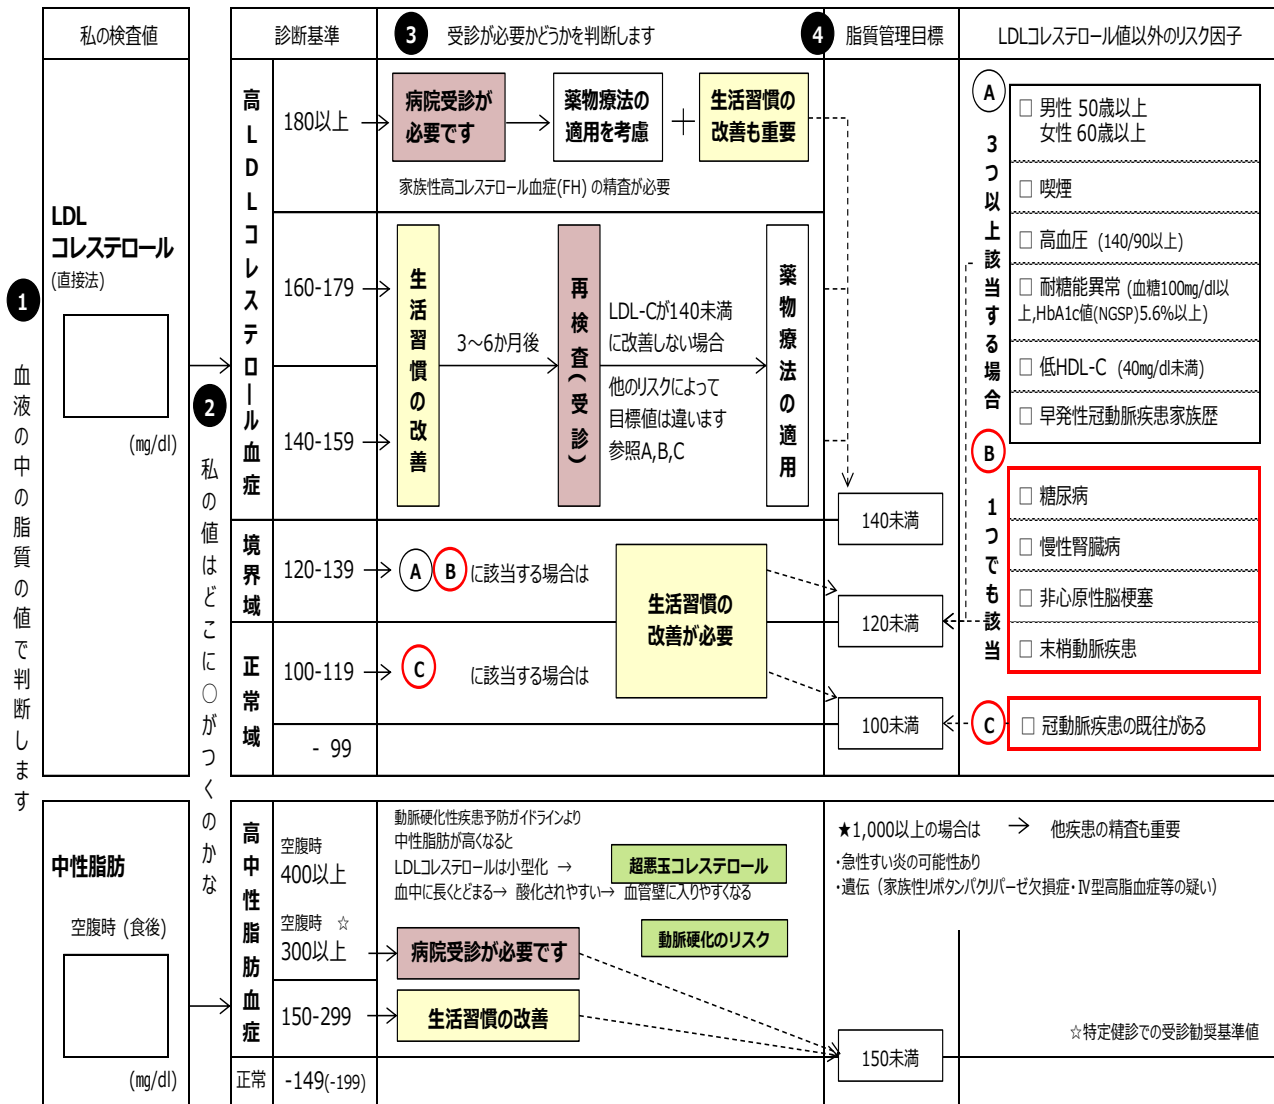 私の検査値
診断基準
3 受診が必要かどうかを判断します
4 脂質管理目標
LDLコレステロール値以外のリスク因子
1 血液の中の脂質の値で判断します
LDL
コレステロール
(直接法)
(mg/dl)
2 私の値はどこに○がつくのかな
高LDLコレステロール血症
180以上
病院受診が
必要です
薬物療法の
適用を考慮
+
生活習慣の
改善も重要
家族性高コレステロール血症(FH) の精査が必要
160-179
140-159
生活習慣の改善
3～6か月後
再検査(受診)
LDL-Cが140未満
に改善しない場合
他のリスクによって
目標値は違います
参照A,B,C
薬物療法の適用
140未満
境界域
120-139
A B に該当する場合は
生活習慣の
改善が必要
120未満
正常域
100-119
C に該当する場合は
100未満
- 99
A 3つ以上該当する場合
□ 男性 50歳以上
女性 60歳以上
□ 喫煙
□ 高血圧 (140/90以上)
□ 耐糖能異常 (血糖100mg/dl以
上,HbA1c値(NGSP)5.6%以上)
□ 低HDL-C (40mg/dl未満)
□ 早発性冠動脈疾患家族歴
B 1つでも該当
□ 糖尿病
□ 慢性腎臓病
□ 非心原性脳梗塞
□ 末梢動脈疾患
C □ 冠動脈疾患の既往がある
中性脂肪
空腹時 (食後)
(mg/dl)
高中性脂肪血症
空腹時
400以上
空腹時 ☆
300以上
150-299
正常
-149(-199)
動脈硬化性疾患予防ガイドラインより
中性脂肪が高くなると
LDLコレステロールは小型化 →
超悪玉コレステロール
血中に長くとどまる→ 酸化されやすい→ 血管壁に入りやすくなる
動脈硬化のリスク
病院受診が必要です
生活習慣の改善
150未満
★1,000以上の場合は → 他疾患の精査も重要
・急性すい炎の可能性あり
・遺伝（家族性リポタンパクリパーゼ欠損症・Ⅳ型高脂血症等の疑い）
☆特定健診での受診勧奨基準値